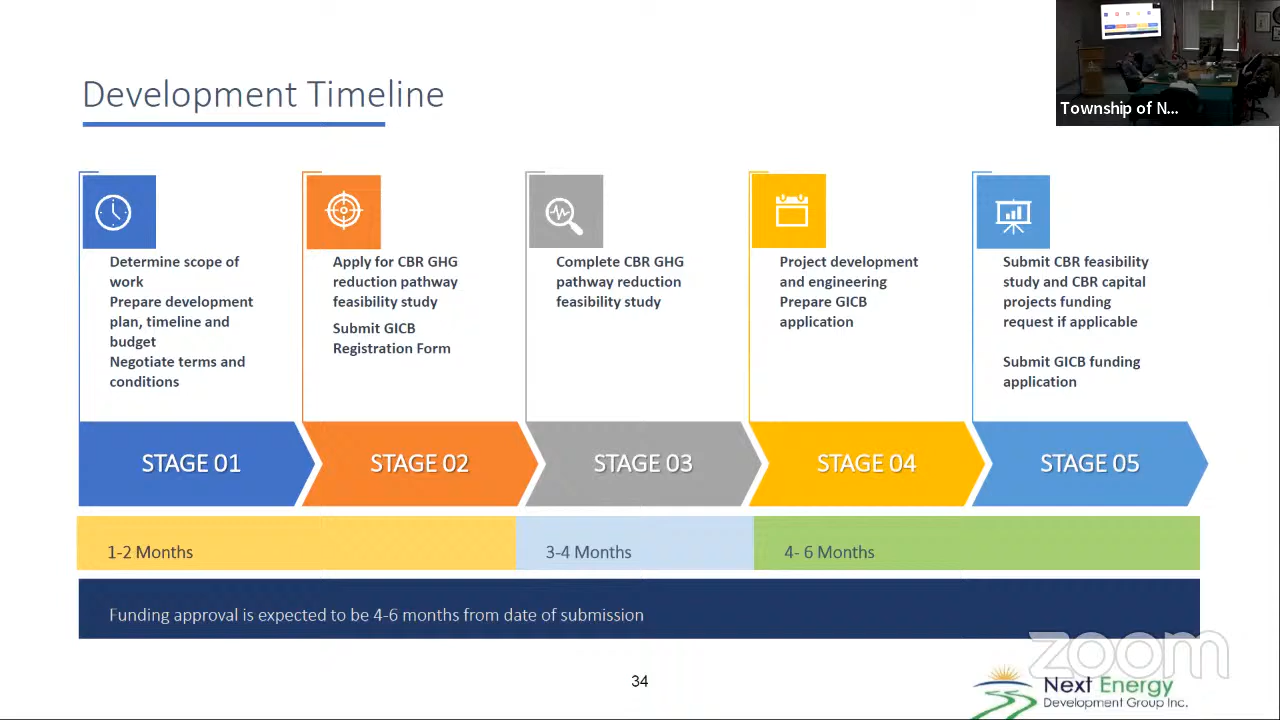 Development Timeline
Township of N...
Determine scope of
work
Prepare development
plan, timeline and
budget
Negotiate terms and
conditions
Apply for CBR GHG
reduction pathway
feasibility study
Submit GICB
Registration Form
Complete CBR GHG
pathway reduction
feasibility study
Project development
and engineering
Prepare GICB
application
Submit CBR feasibility
study and CBR capital
projects funding
request if applicable
Submit GICB funding
application
STAGE 01
STAGE 02
STAGE 03
STAGE 04
STAGE 05
1-2 Months
3-4 Months
4- 6 Months
Funding approval is expected to be 4-6 months from date of submission
zoom
34
Next Energy
Development Group Inc.